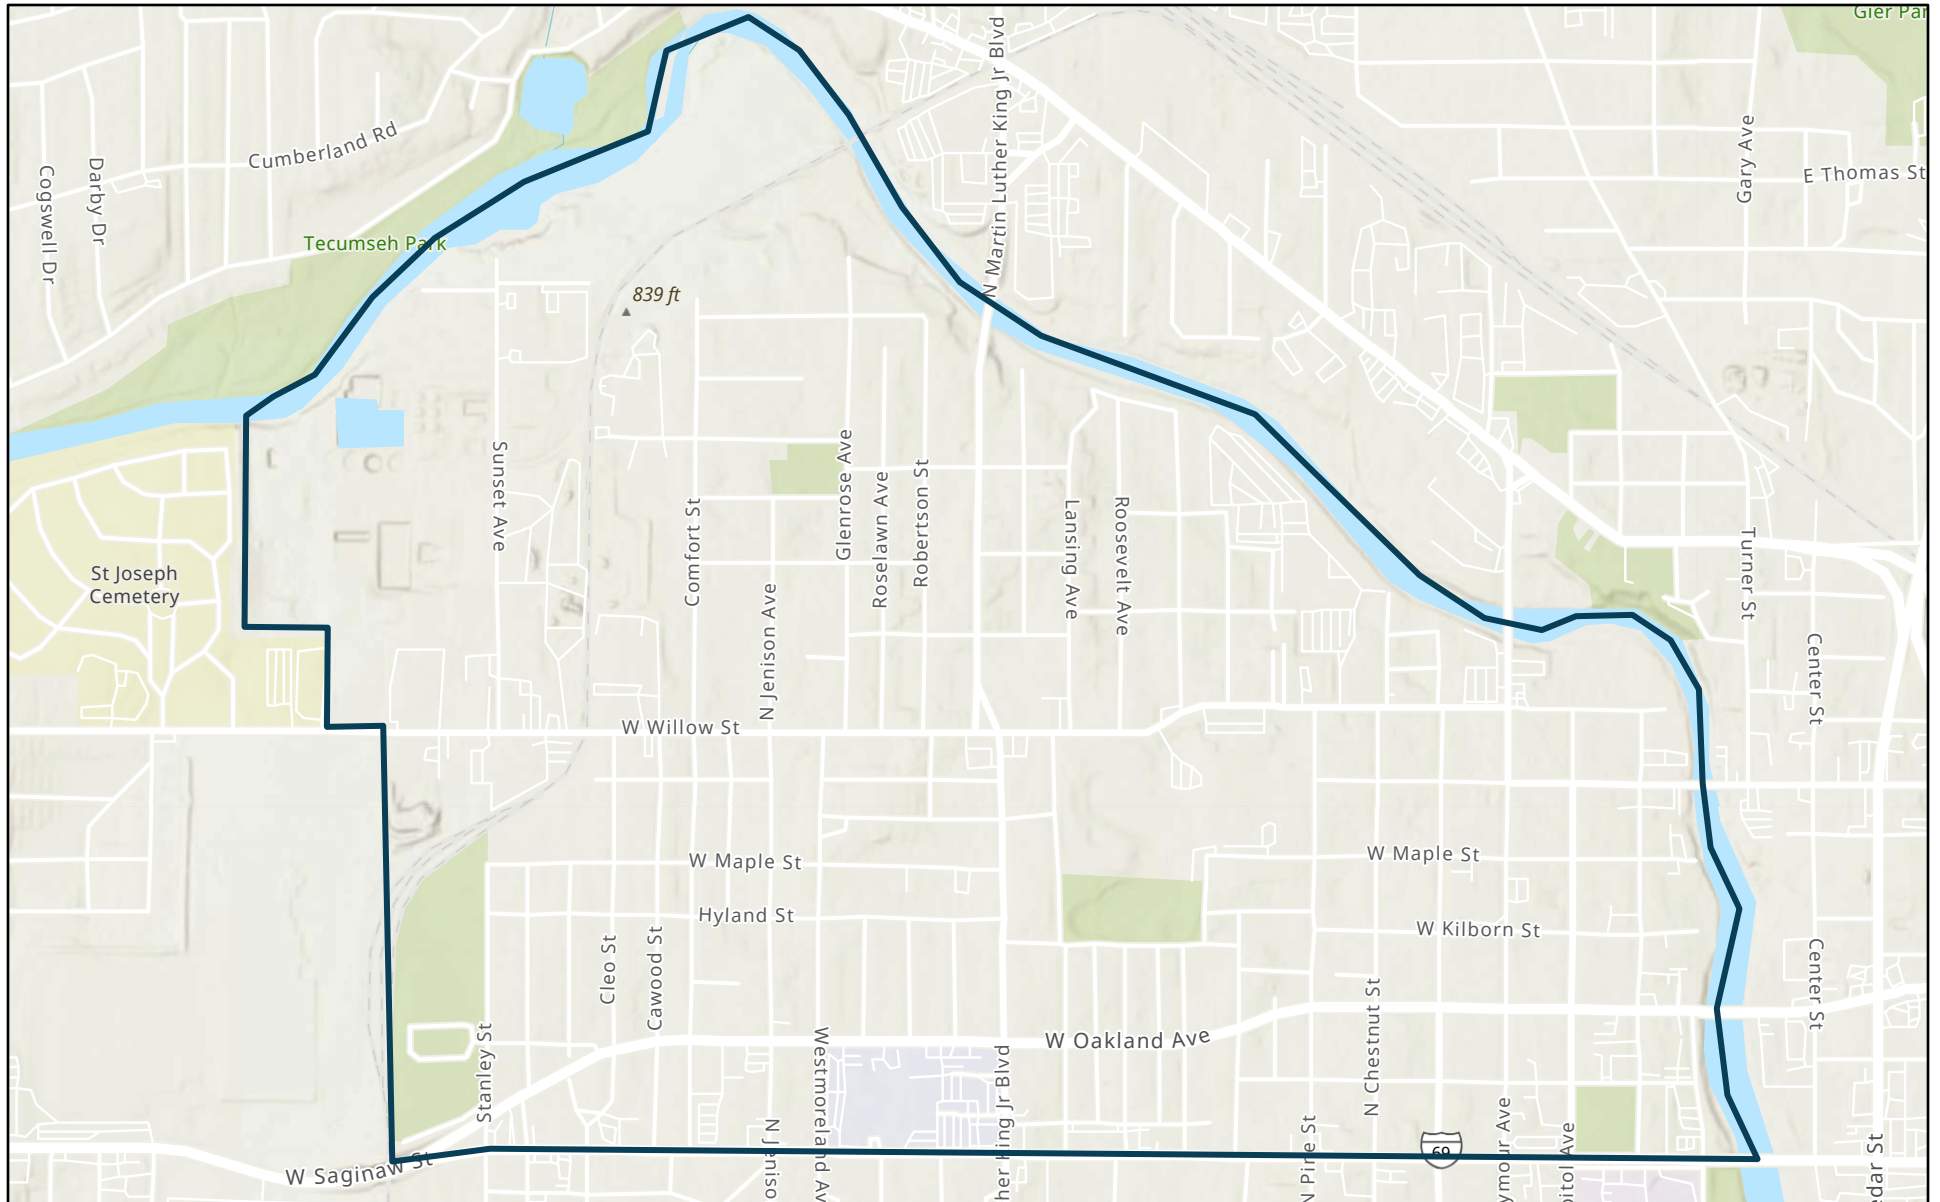 Gier Par
N Martin Luther King Jr Blvd
Cumberland Rd
Gary Ave
E Thomas St
Darby Dr
Cogswell Dr
Tecumseh Park
839 ft
Sunset Ave
Glenrose Ave
Roselawn Ave
Robertson St
Comfort St
Lansing Ave
Roosevelt Ave
Turner St
St Joseph
Cemetery
N Jenison Ave
Center St
W Willow St
W Maple St
W Maple St
Hyland St
W Kilborn St
Cleo St
Cawood St
Center St
N Chestnut St
W Oakland Ave
Stanley St
Westmoreland Av
her King Jr Blvd
N Jeniso
N Pine St
69
ymour Ave
pitol Ave
edar St
W Saginaw St